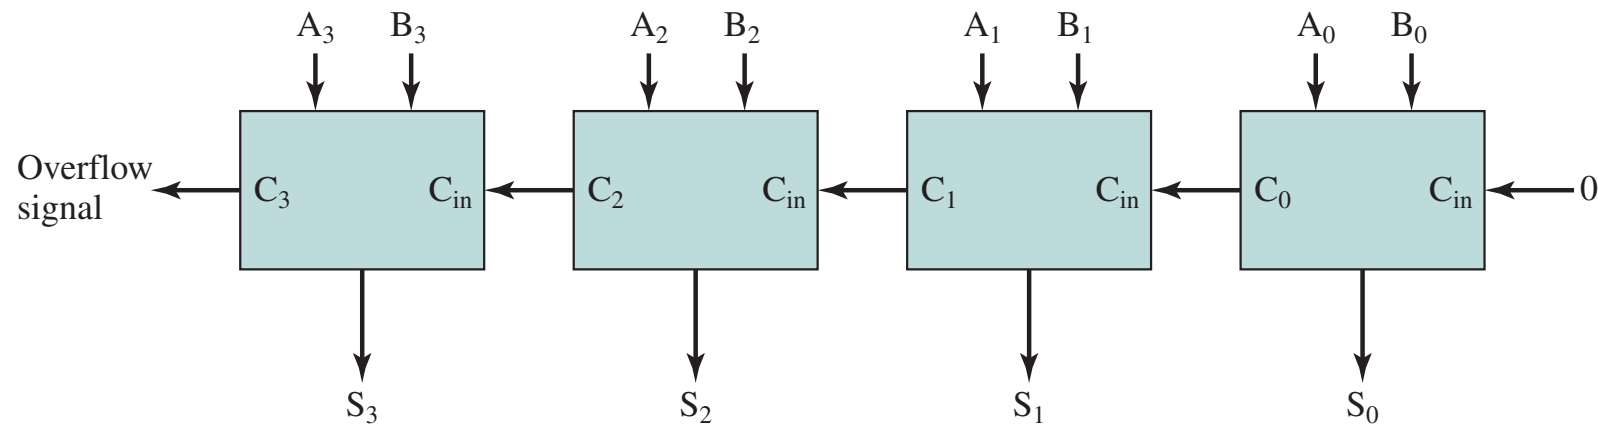 A₃ B₃ A₂ B₂ A₁ B₁ A₀ B₀
Overflow
signal
C₃ Cᵢₙ C₂ Cᵢₙ C₁ Cᵢₙ C₀ Cᵢₙ 0
S₃ S₂ S₁ S₀